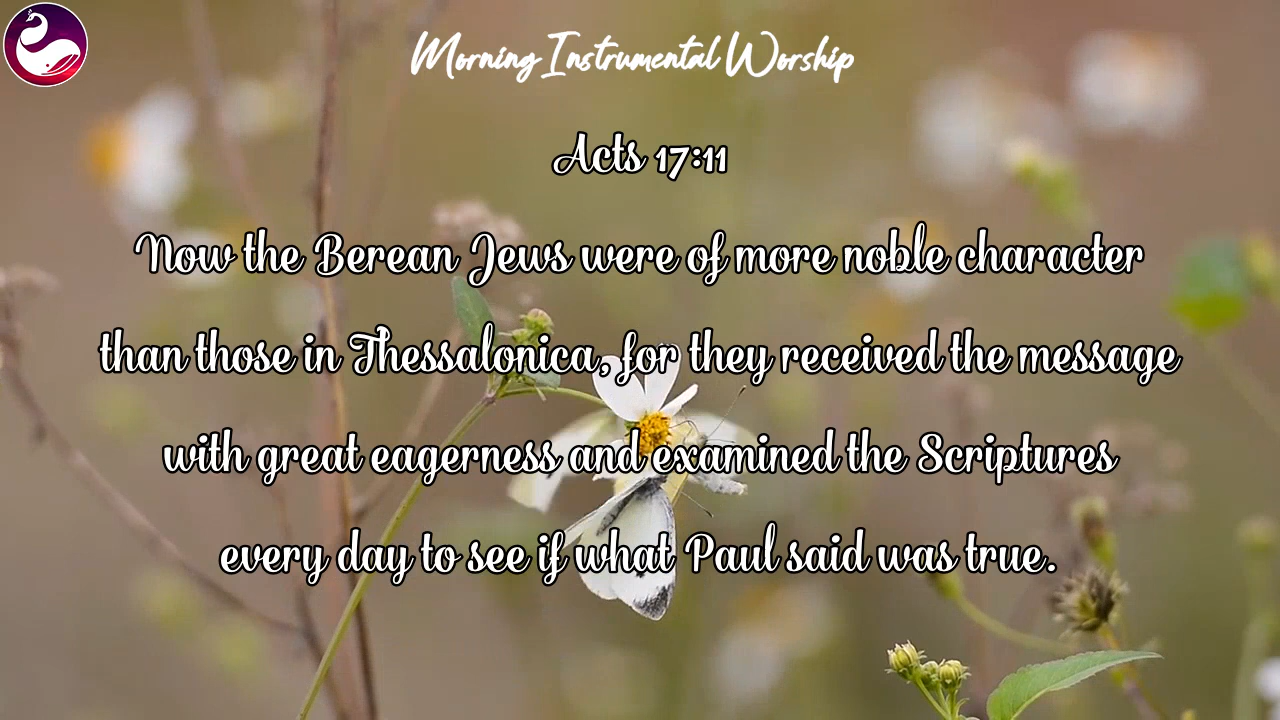 Morning Instrumental Worship
Acts 17:11
Now the Berean Jews were of more noble character
than those in Thessalonica, for they received the message
with great eagerness and examined the Scriptures
every day to see if what Paul said was true.